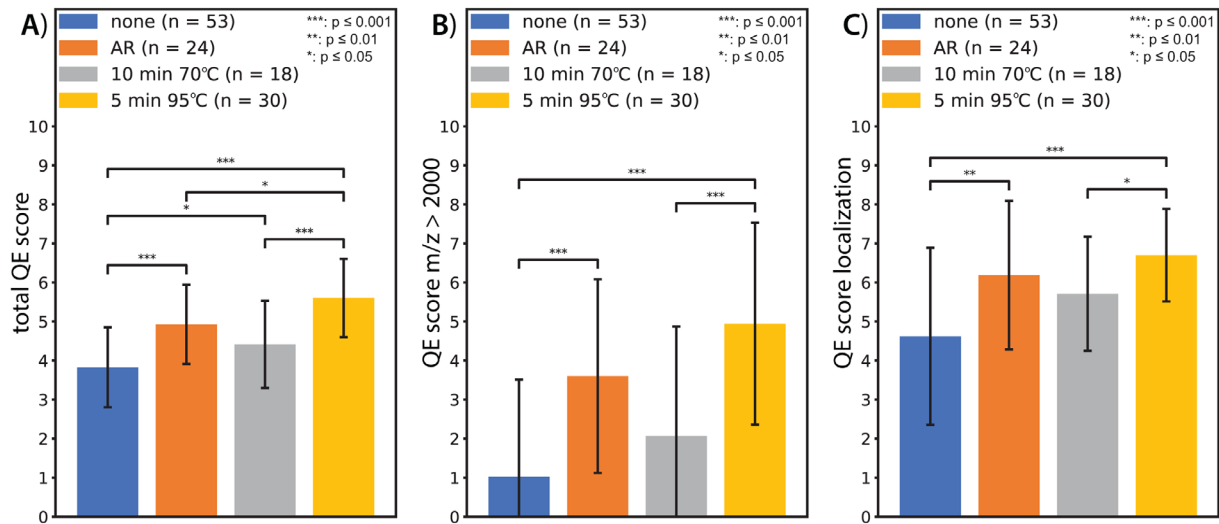 A)
none (n = 53)
AR (n = 24)
10 min 70℃ (n = 18)
5 min 95℃ (n = 30)
***: p ≤ 0.001
**: p ≤ 0.01
*: p ≤ 0.05
total QE score
10
9
8
7
6
5
4
3
2
1
0
***
*
*
***
***
B)
none (n = 53)
AR (n = 24)
10 min 70℃ (n = 18)
5 min 95℃ (n = 30)
***: p ≤ 0.001
**: p ≤ 0.01
*: p ≤ 0.05
QE score m/z > 2000
10
9
8
7
6
5
4
3
2
1
0
***
***
***
C)
none (n = 53)
AR (n = 24)
10 min 70℃ (n = 18)
5 min 95℃ (n = 30)
***: p ≤ 0.001
**: p ≤ 0.01
*: p ≤ 0.05
QE score localization
10
9
8
7
6
5
4
3
2
1
0
***
**
*